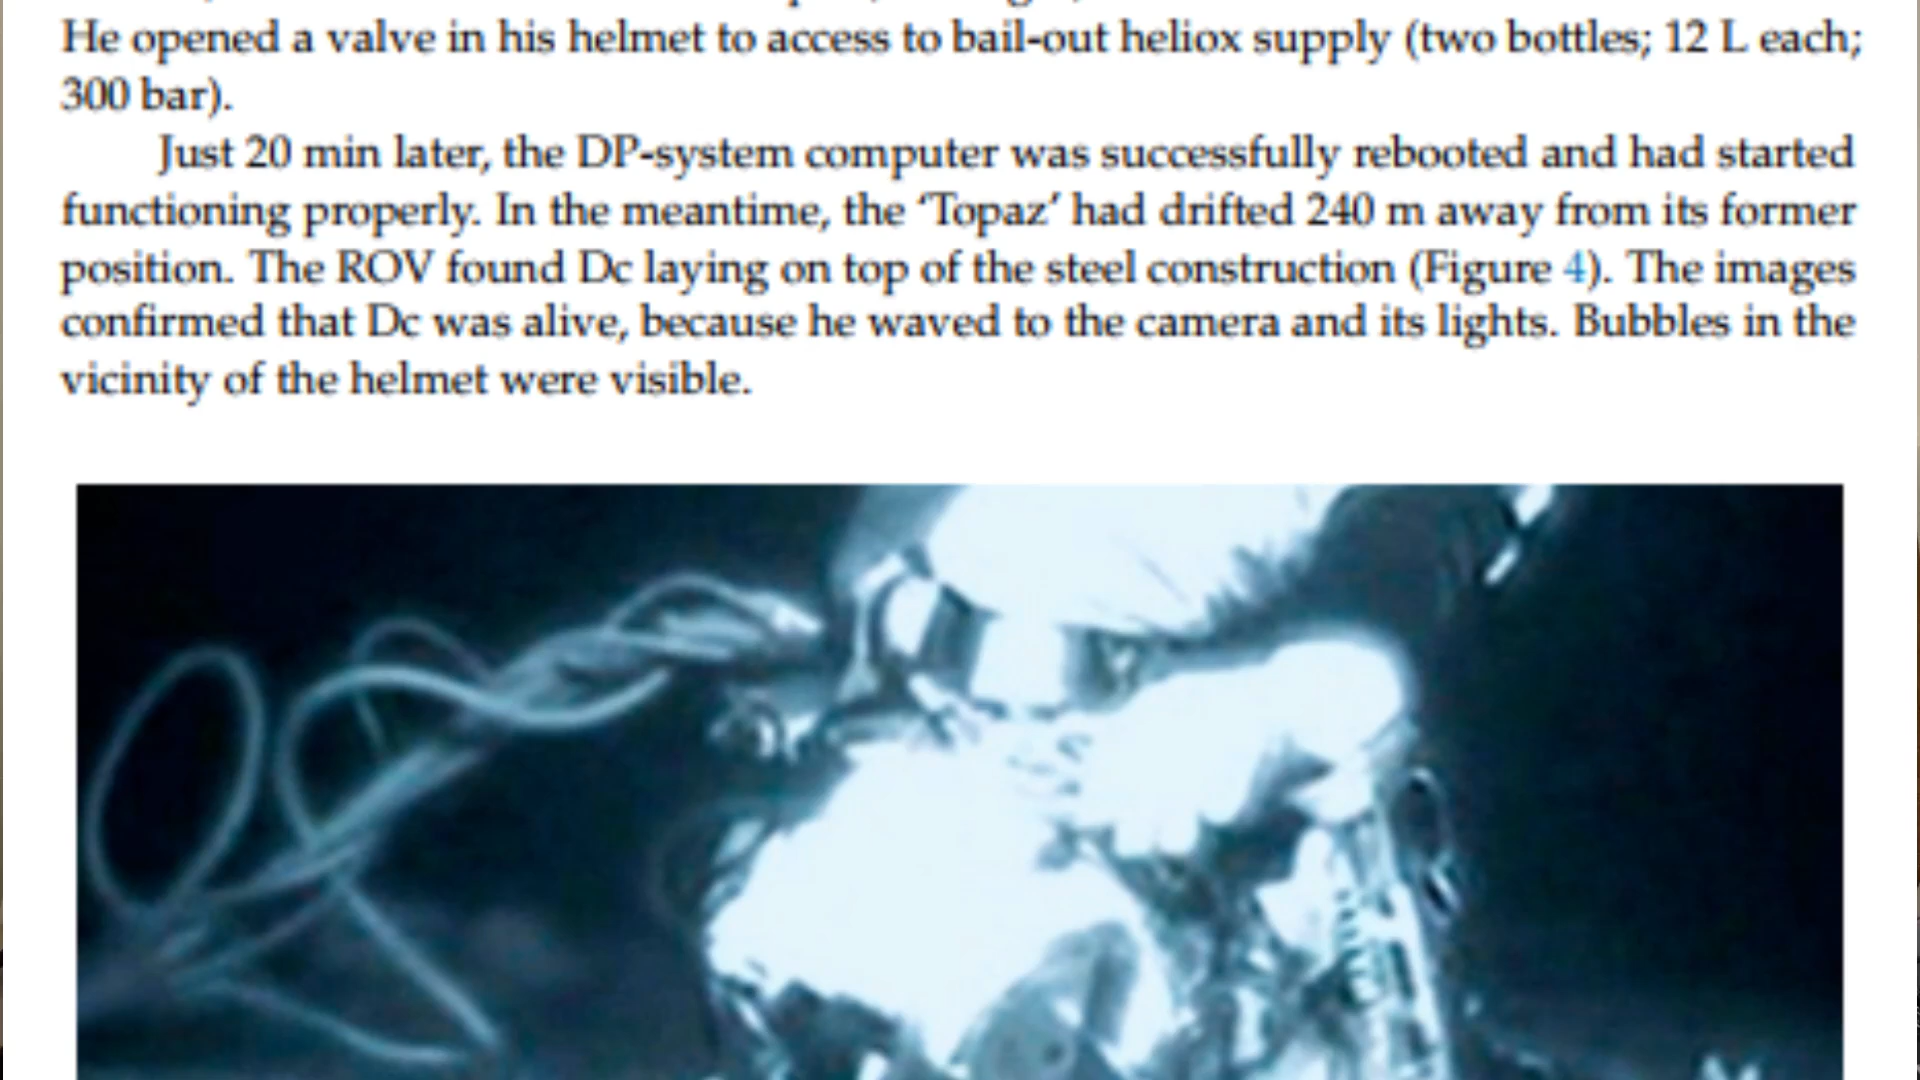 He opened a valve in his helmet to access to bail-out heliox supply (two bottles; 12 L each;
300 bar).
Just 20 min later, the DP-system computer was successfully rebooted and had started
functioning properly. In the meantime, the ‘Topaz’ had drifted 240 m away from its former
position. The ROV found Dc laying on top of the steel construction (Figure 4). The images
confirmed that Dc was alive, because he waved to the camera and its lights. Bubbles in the
vicinity of the helmet were visible.